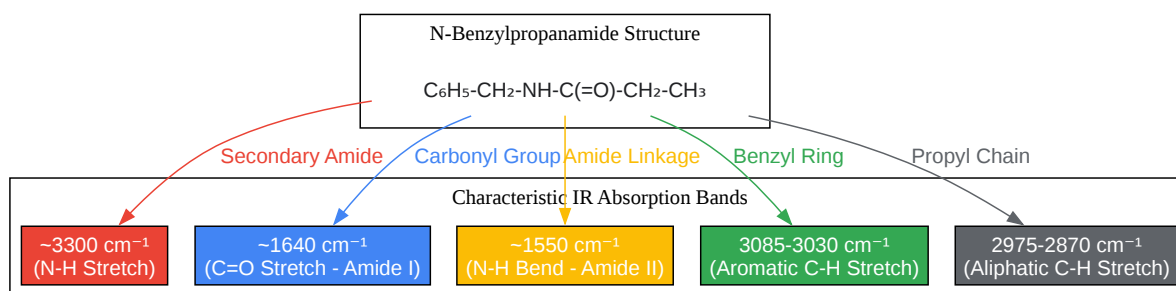 N-Benzylpropanamide Structure
C₆H₅-CH₂-NH-C(=O)-CH₂-CH₃
Secondary Amide
Carbonyl Group
Amide Linkage
Benzyl Ring
Propyl Chain
Characteristic IR Absorption Bands
~3300 cm⁻¹
(N-H Stretch)
~1640 cm⁻¹
(C=O Stretch - Amide I)
~1550 cm⁻¹
(N-H Bend - Amide II)
3085-3030 cm⁻¹
(Aromatic C-H Stretch)
2975-2870 cm⁻¹
(Aliphatic C-H Stretch)